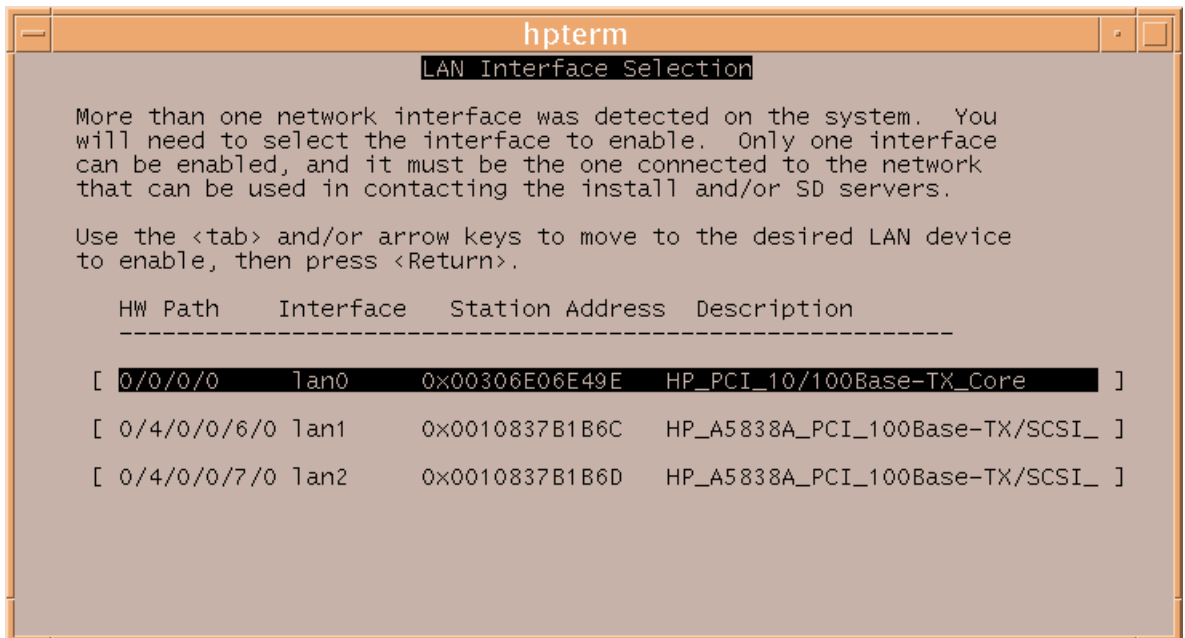 hpterm
LAN Interface Selection
More than one network interface was detected on the system.  You
will need to select the interface to enable.  Only one interface
can be enabled, and it must be the one connected to the network
that can be used in contacting the install and/or SD servers.
Use the <tab> and/or arrow keys to move to the desired LAN device
to enable, then press <Return>.
HW Path    Interface   Station Address  Description
----------------------------------------------------------
[ 0/0/0/0     lan0     0x00306E06E49E   HP_PCI_10/100Base-TX_Core      ]
[ 0/4/0/0/6/0 lan1     0x0010837B1B6C   HP_A5838A_PCI_100Base-TX/SCSI_ ]
[ 0/4/0/0/7/0 lan2     0x0010837B1B6D   HP_A5838A_PCI_100Base-TX/SCSI_ ]